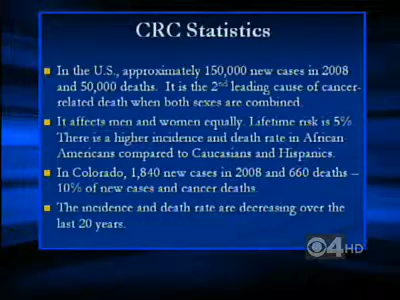 CRC Statistics
In the U.S., approximately 150,000 new cases in 2008
and 50,000 deaths. It is the 2nd leading cause of cancer-
related death when both sexes are combined.
It affects men and women equally. Lifetime risk is 5%
There is a higher incidence and death rate in African-
Americans compared to Caucasians and Hispanics.
In Colorado, 1,840 new cases in 2008 and 660 deaths –
10% of new cases and cancer deaths.
The incidence and death rate are decreasing over the
last 20 years.
4HD